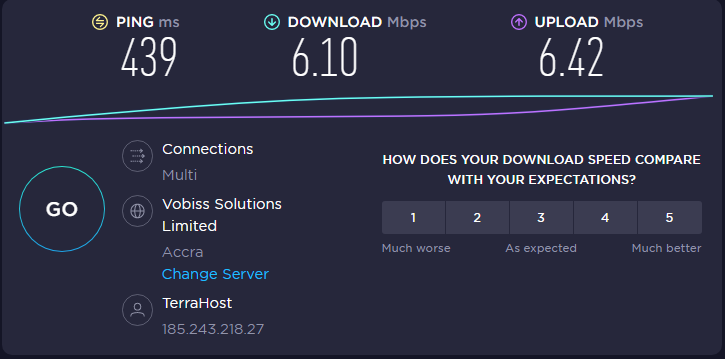 PING ms
DOWNLOAD Mbps
UPLOAD Mbps
439
6.10
6.42
GO
Connections
Multi
Vobiss Solutions
Limited
Accra
Change Server
TerraHost
185.243.218.27
HOW DOES YOUR DOWNLOAD SPEED COMPARE
WITH YOUR EXPECTATIONS?
1 2 3 4 5
Much worse As expected Much better